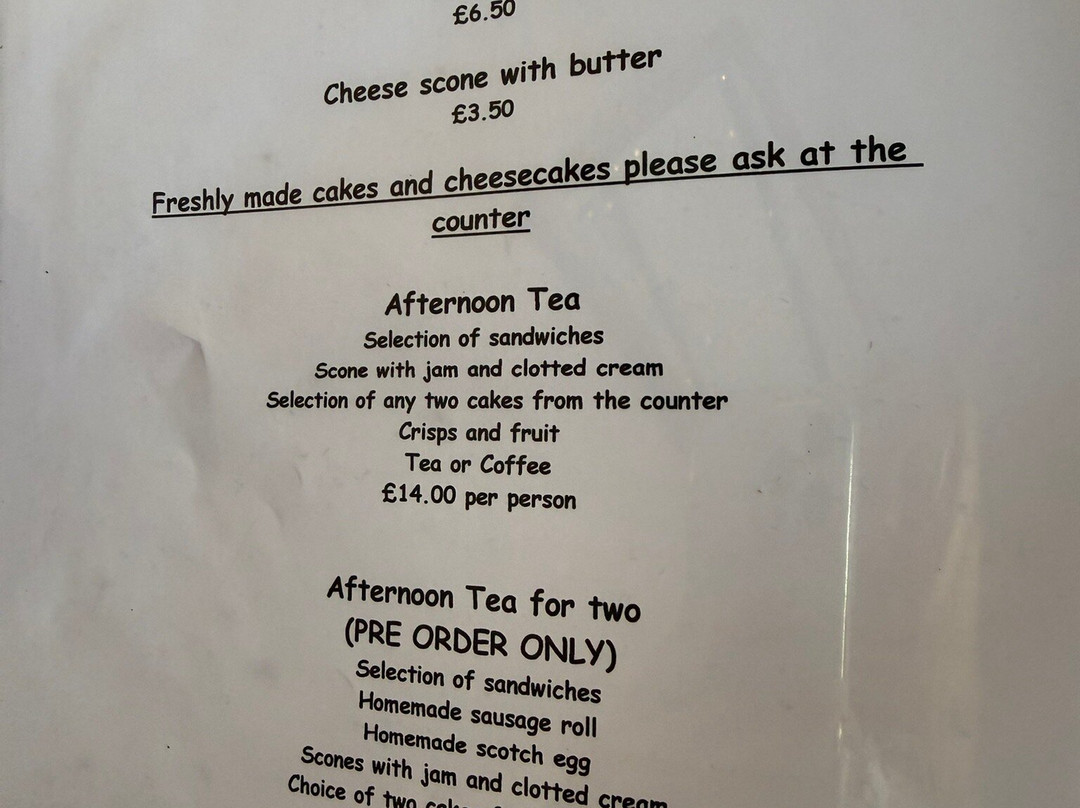 £6.50
Cheese scone with butter
£3.50
Freshly made cakes and cheesecakes please ask at the
counter
Afternoon Tea
Selection of sandwiches
Scone with jam and clotted cream
Selection of any two cakes from the counter
Crisps and fruit
Tea or Coffee
£14.00 per person
Afternoon Tea for two
(PRE ORDER ONLY)
Selection of sandwiches
Homemade sausage roll
Homemade scotch egg
Scones with jam and clotted cream
Choice of two